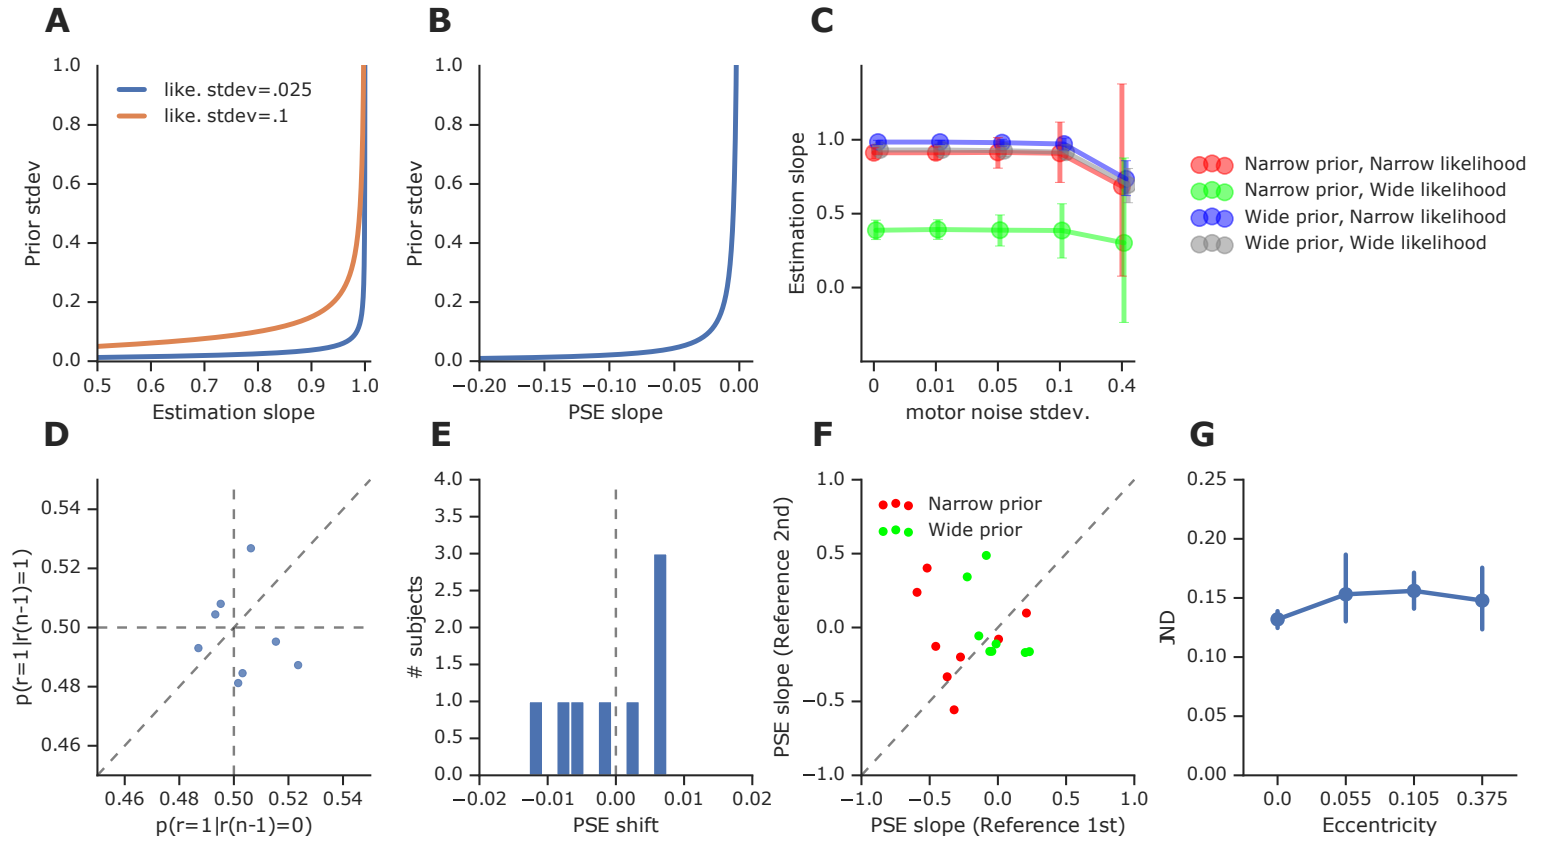 A
B
C
1.0
0.8
0.6
0.4
0.2
0.0
Prior stdev
like. stdev=.025
like. stdev=.1
0.5 0.6 0.7 0.8 0.9 1.0
Estimation slope
1.0
0.8
0.6
0.4
0.2
0.0
Prior stdev
−0.20 −0.15 −0.10 −0.05 0.00
PSE slope
1.0
0.5
0.0
Estimation slope
0 0.01 0.05 0.1 0.4
motor noise stdev.
Narrow prior, Narrow likelihood
Narrow prior, Wide likelihood
Wide prior, Narrow likelihood
Wide prior, Wide likelihood
D
E
F
G
0.54
0.52
0.50
0.48
0.46
p(r=1|r(n-1)=1)
0.46 0.48 0.50 0.52 0.54
p(r=1|r(n-1)=0)
4.0
3.5
3.0
2.5
2.0
1.5
1.0
0.5
0.0
# subjects
−0.02 −0.01 0.00 0.01 0.02
PSE shift
1.0
0.5
0.0
−0.5
−1.0
PSE slope (Reference 2nd)
Narrow prior
Wide prior
−1.0 −0.5 0.0 0.5 1.0
PSE slope (Reference 1st)
0.25
0.20
0.15
0.10
0.05
0.00
JND
0.0 0.055 0.105 0.375
Eccentricity